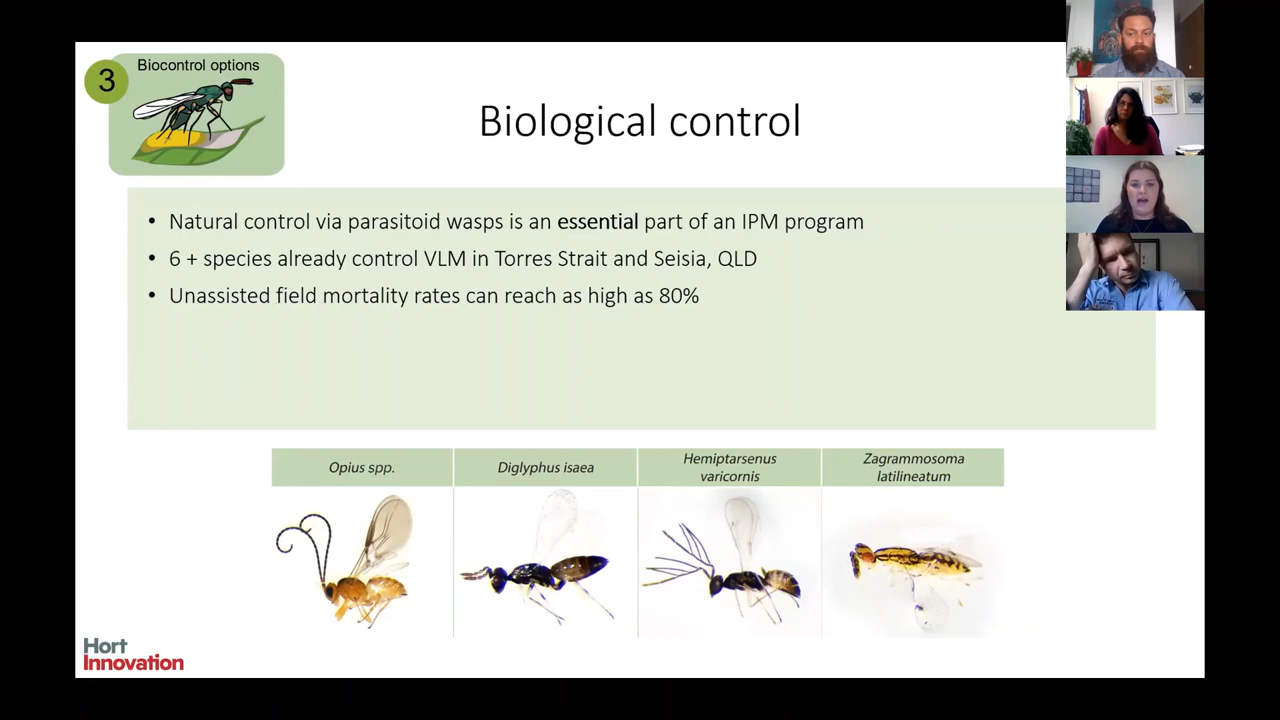 3
Biocontrol options
Biological control
• Natural control via parasitoid wasps is an essential part of an IPM program
• 6 + species already control VLM in Torres Strait and Seisia, QLD
• Unassisted field mortality rates can reach as high as 80%
Opius spp.
Diglyphus isaea
Hemiptarsenus
varicornis
Zagrammosoma
latilineatum
Hort
Innovation